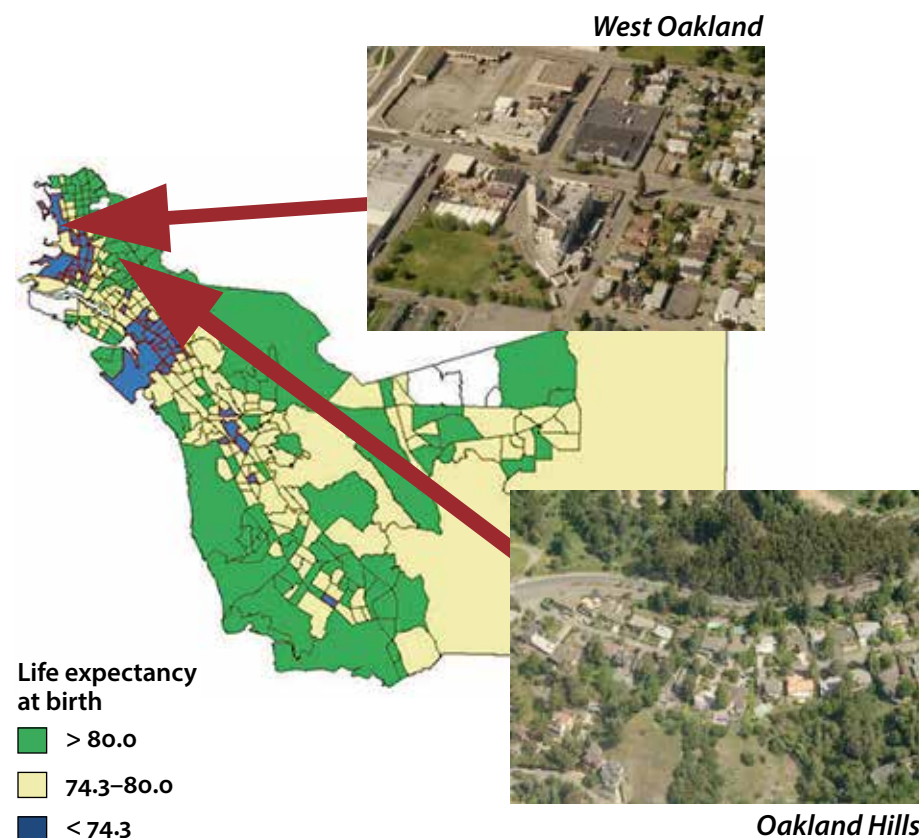 West Oakland
Life expectancy
at birth
> 80.0
74.3–80.0
< 74.3
Oakland Hills